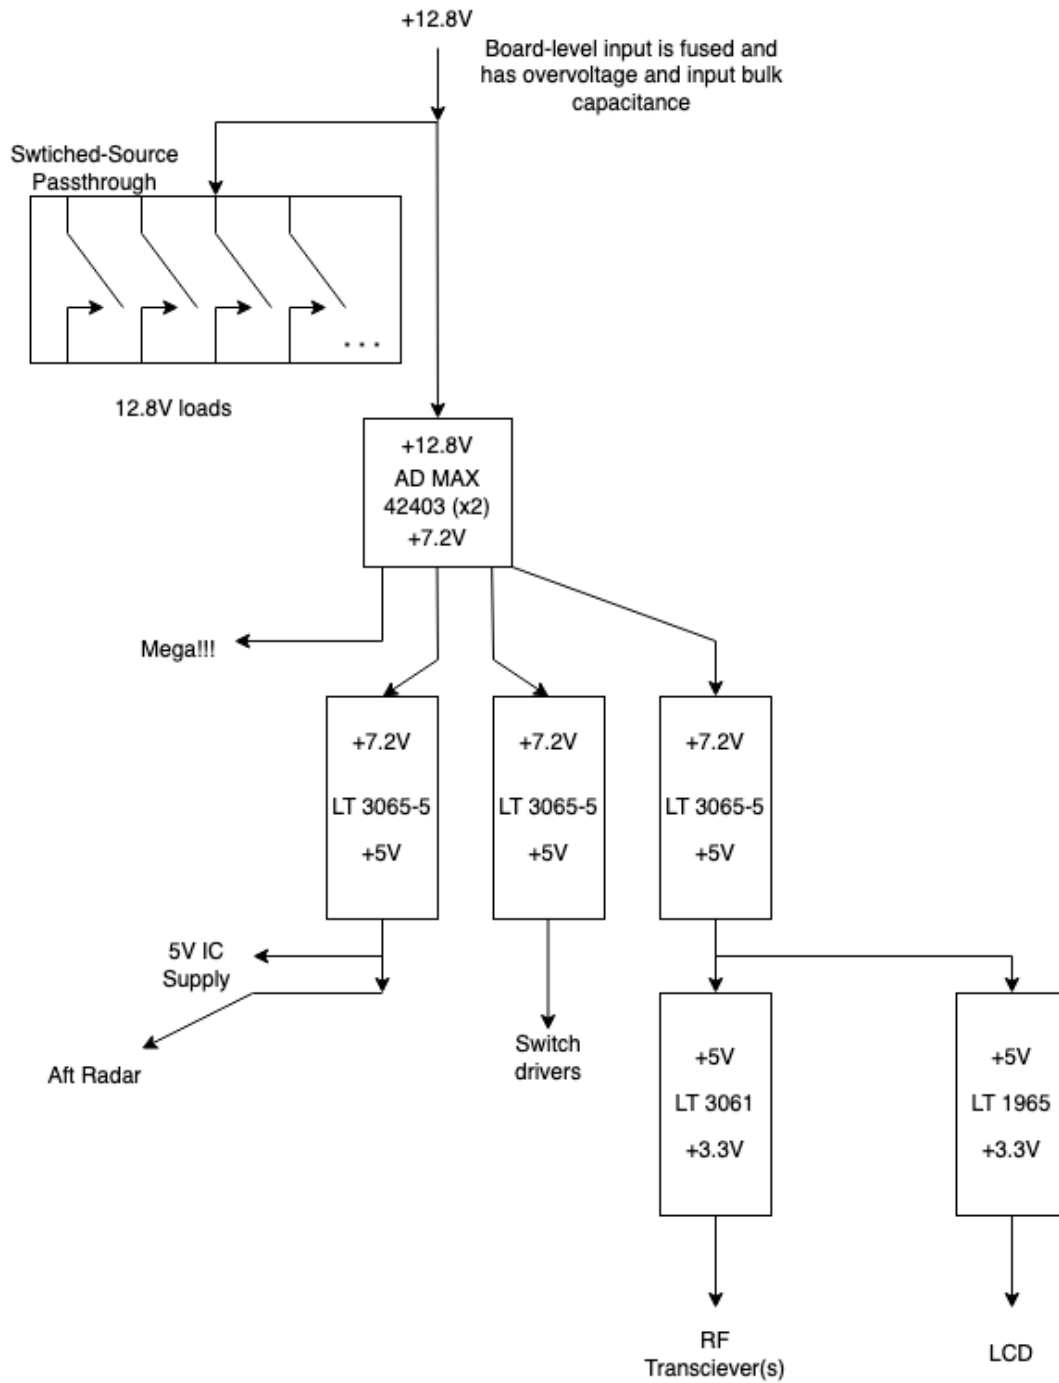 +12.8V
Board-level input is fused and
has overvoltage and input bulk
capacitance
Swtiched-Source
Passthrough
...
12.8V loads
+12.8V
AD MAX
42403 (x2)
+7.2V
Mega!!!
+7.2V
LT 3065-5
+5V
+7.2V
LT 3065-5
+5V
+7.2V
LT 3065-5
+5V
5V IC
Supply
Aft Radar
Switch
drivers
+5V
LT 3061
+3.3V
+5V
LT 1965
+3.3V
RF
Transciever(s)
LCD